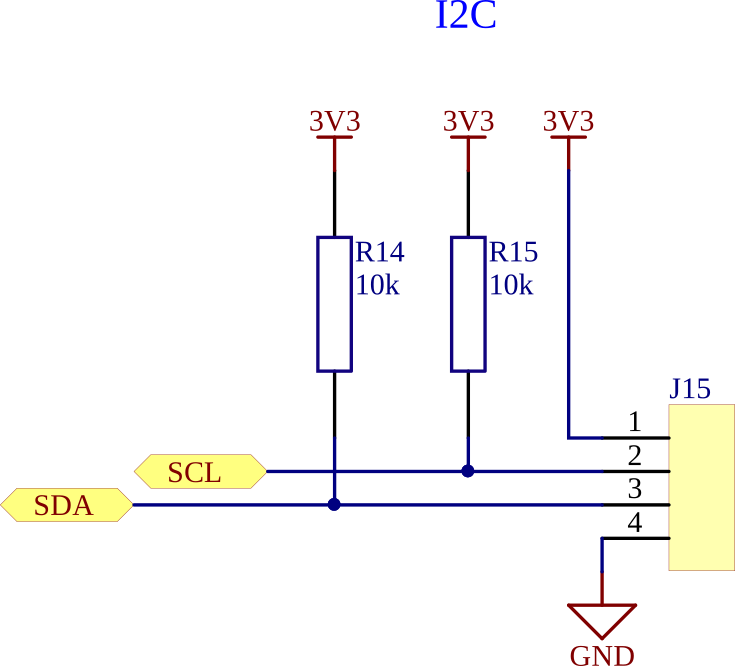 I2C
3V3 3V3 3V3
R14 R15
10k 10k
J15
1
2
SCL
3
SDA
4
GND